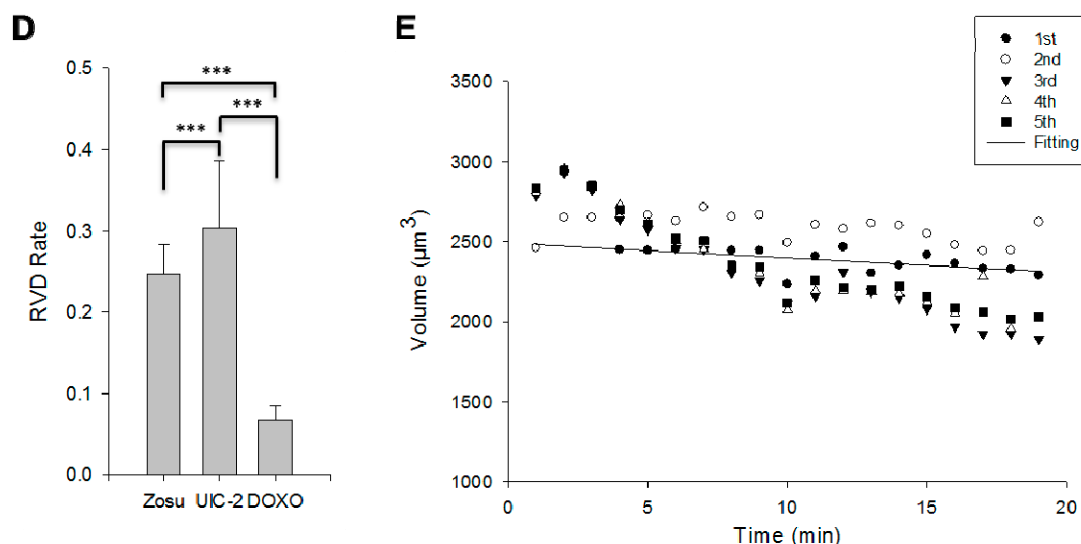 D
E
0.5
0.4
0.3
0.2
0.1
0.0
RVD Rate
***
***
***
Zosu UIC-2 DOXO
3500
3000
2500
2000
1500
1000
Volume (µm³)
0 5 10 15 20
Time (min)
1st
2nd
3rd
4th
5th
Fitting